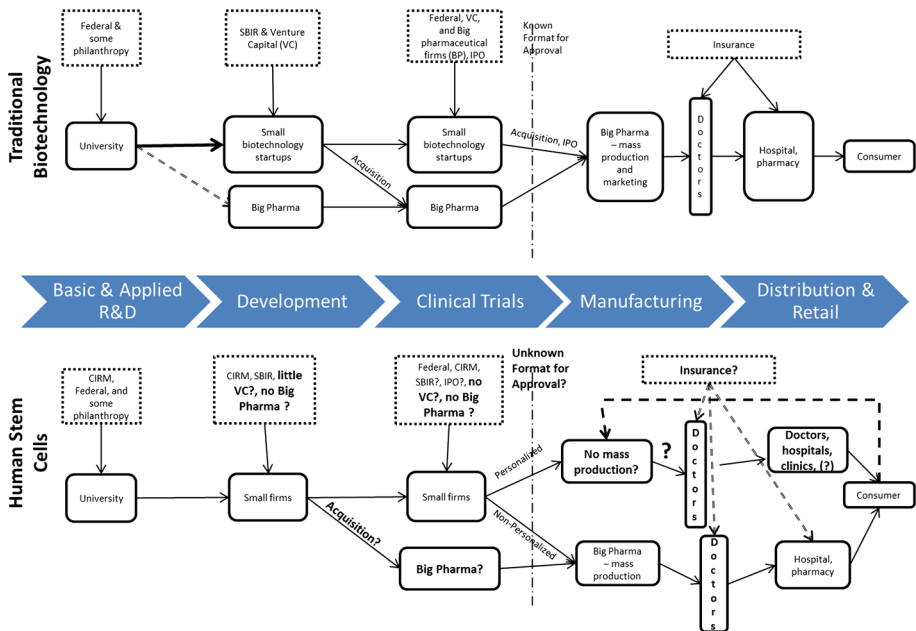 Traditional
Biotechnology
Federal &
some
philanthropy
SBIR & Venture
Capital (VC)
Federal, VC,
and Big
pharmaceutical
firms (BP), IPO
Known
Format for
Approval
Insurance
University
Small
biotechnology
startups
Small
biotechnology
startups
Acquisition, IPO
Big Pharma
– mass
production
and
marketing
Doctors
Hospital,
pharmacy
Consumer
Acquisition
Big Pharma
Big Pharma
Basic & Applied
R&D
Development
Clinical Trials
Manufacturing
Distribution &
Retail
Human Stem
Cells
CIRM,
Federal, and
some
philanthropy
CIRM, SBIR, little
VC?, no Big
Pharma ?
Federal, CIRM,
SBIR?, IPO?, no
VC?, no Big
Pharma ?
Unknown
Format for
Approval?
Insurance?
University
Small firms
Small firms
Personalized
No mass
production?
?
Doctors
Doctors,
hospitals,
clinics, (?)
Consumer
Acquisition?
Non-Personalized
Big Pharma?
Big Pharma
– mass
production
Doctors
Hospital,
pharmacy